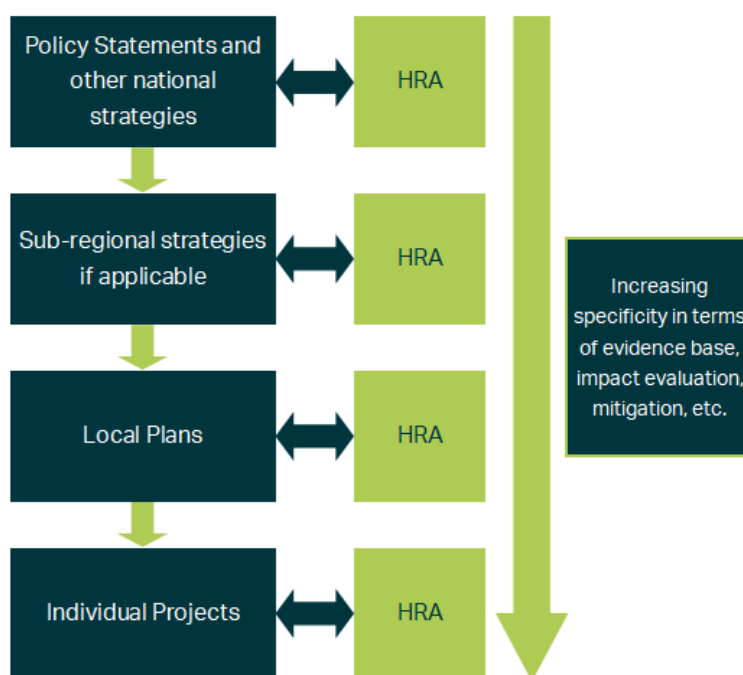 Policy Statements and
other national
strategies
HRA
Sub-regional strategies
if applicable
HRA
Increasing
specificity in terms
of evidence base,
impact evaluation,
mitigation, etc.
Local Plans
HRA
Individual Projects
HRA